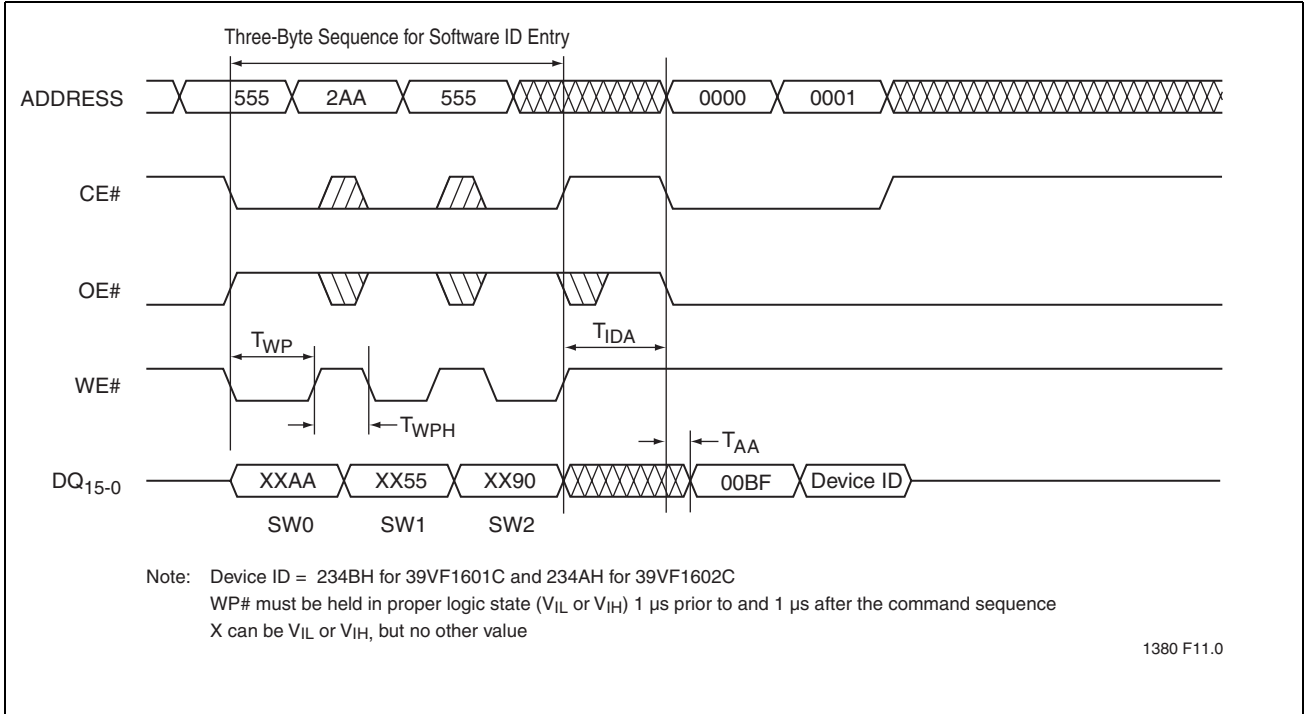 Three-Byte Sequence for Software ID Entry
ADDRESS 555 2AA 555 0000 0001
CE#
OE#
TWP TIDA
WE#
TWPH
TAA
DQ15-0 XXAA XX55 XX90 00BF Device ID
SW0 SW1 SW2
Note: Device ID = 234BH for 39VF1601C and 234AH for 39VF1602C
WP# must be held in proper logic state (VIL or VIH) 1 µs prior to and 1 µs after the command sequence
X can be VIL or VIH, but no other value
1380 F11.0